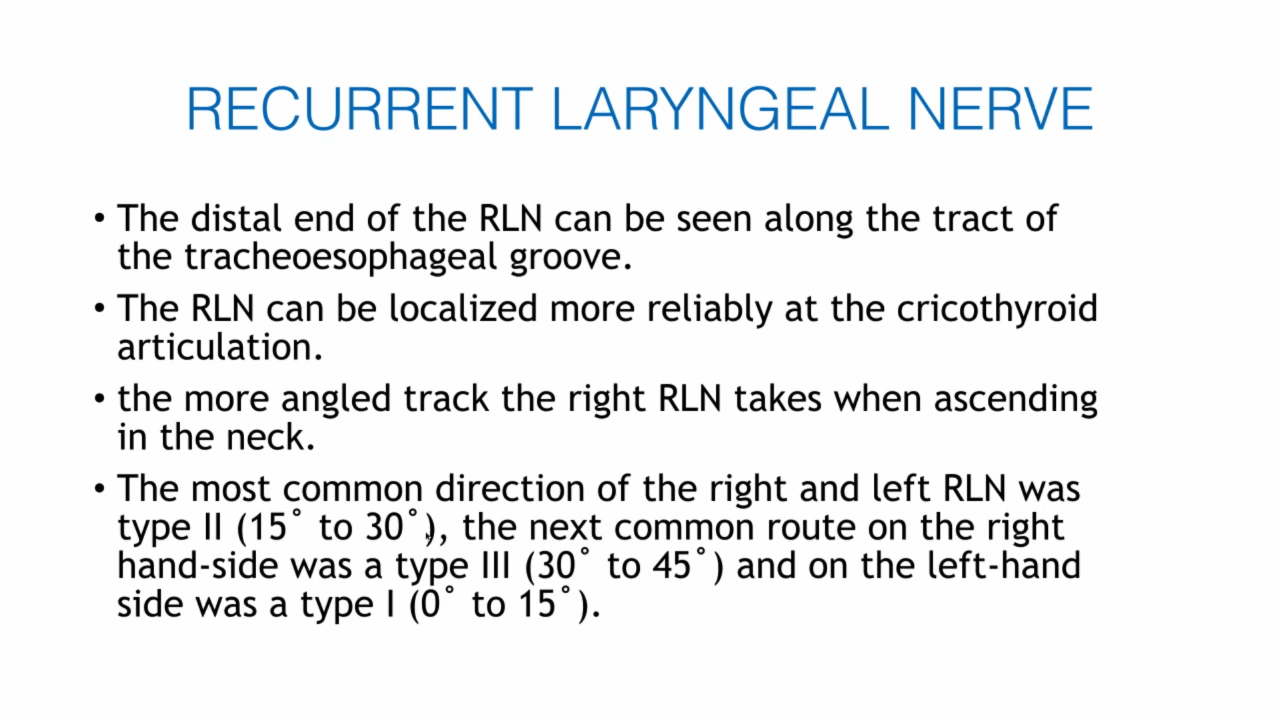 RECURRENT LARYNGEAL NERVE
• The distal end of the RLN can be seen along the tract of
the tracheoesophageal groove.
• The RLN can be localized more reliably at the cricothyroid
articulation.
• the more angled track the right RLN takes when ascending
in the neck.
• The most common direction of the right and left RLN was
type II (15˚ to 30˚), the next common route on the right
hand-side was a type III (30˚ to 45˚) and on the left-hand
side was a type I (0˚ to 15˚).